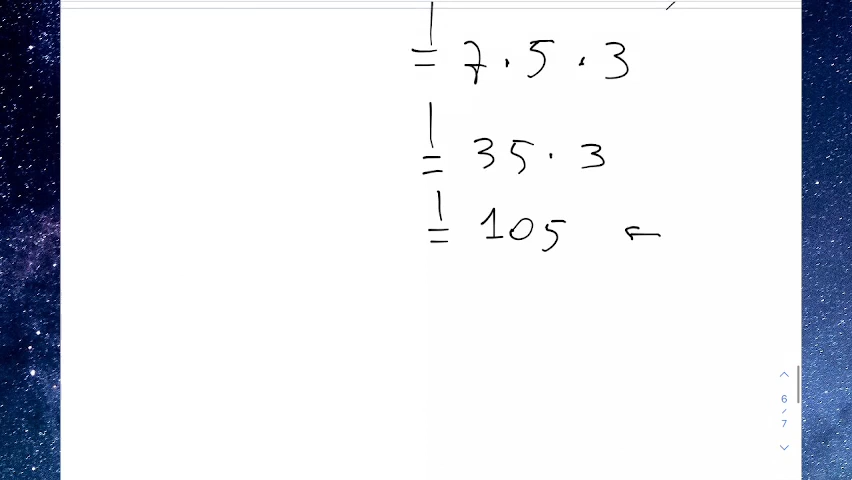 = 7 · 5 · 3
= 35 · 3
= 105 ←
6
/
7